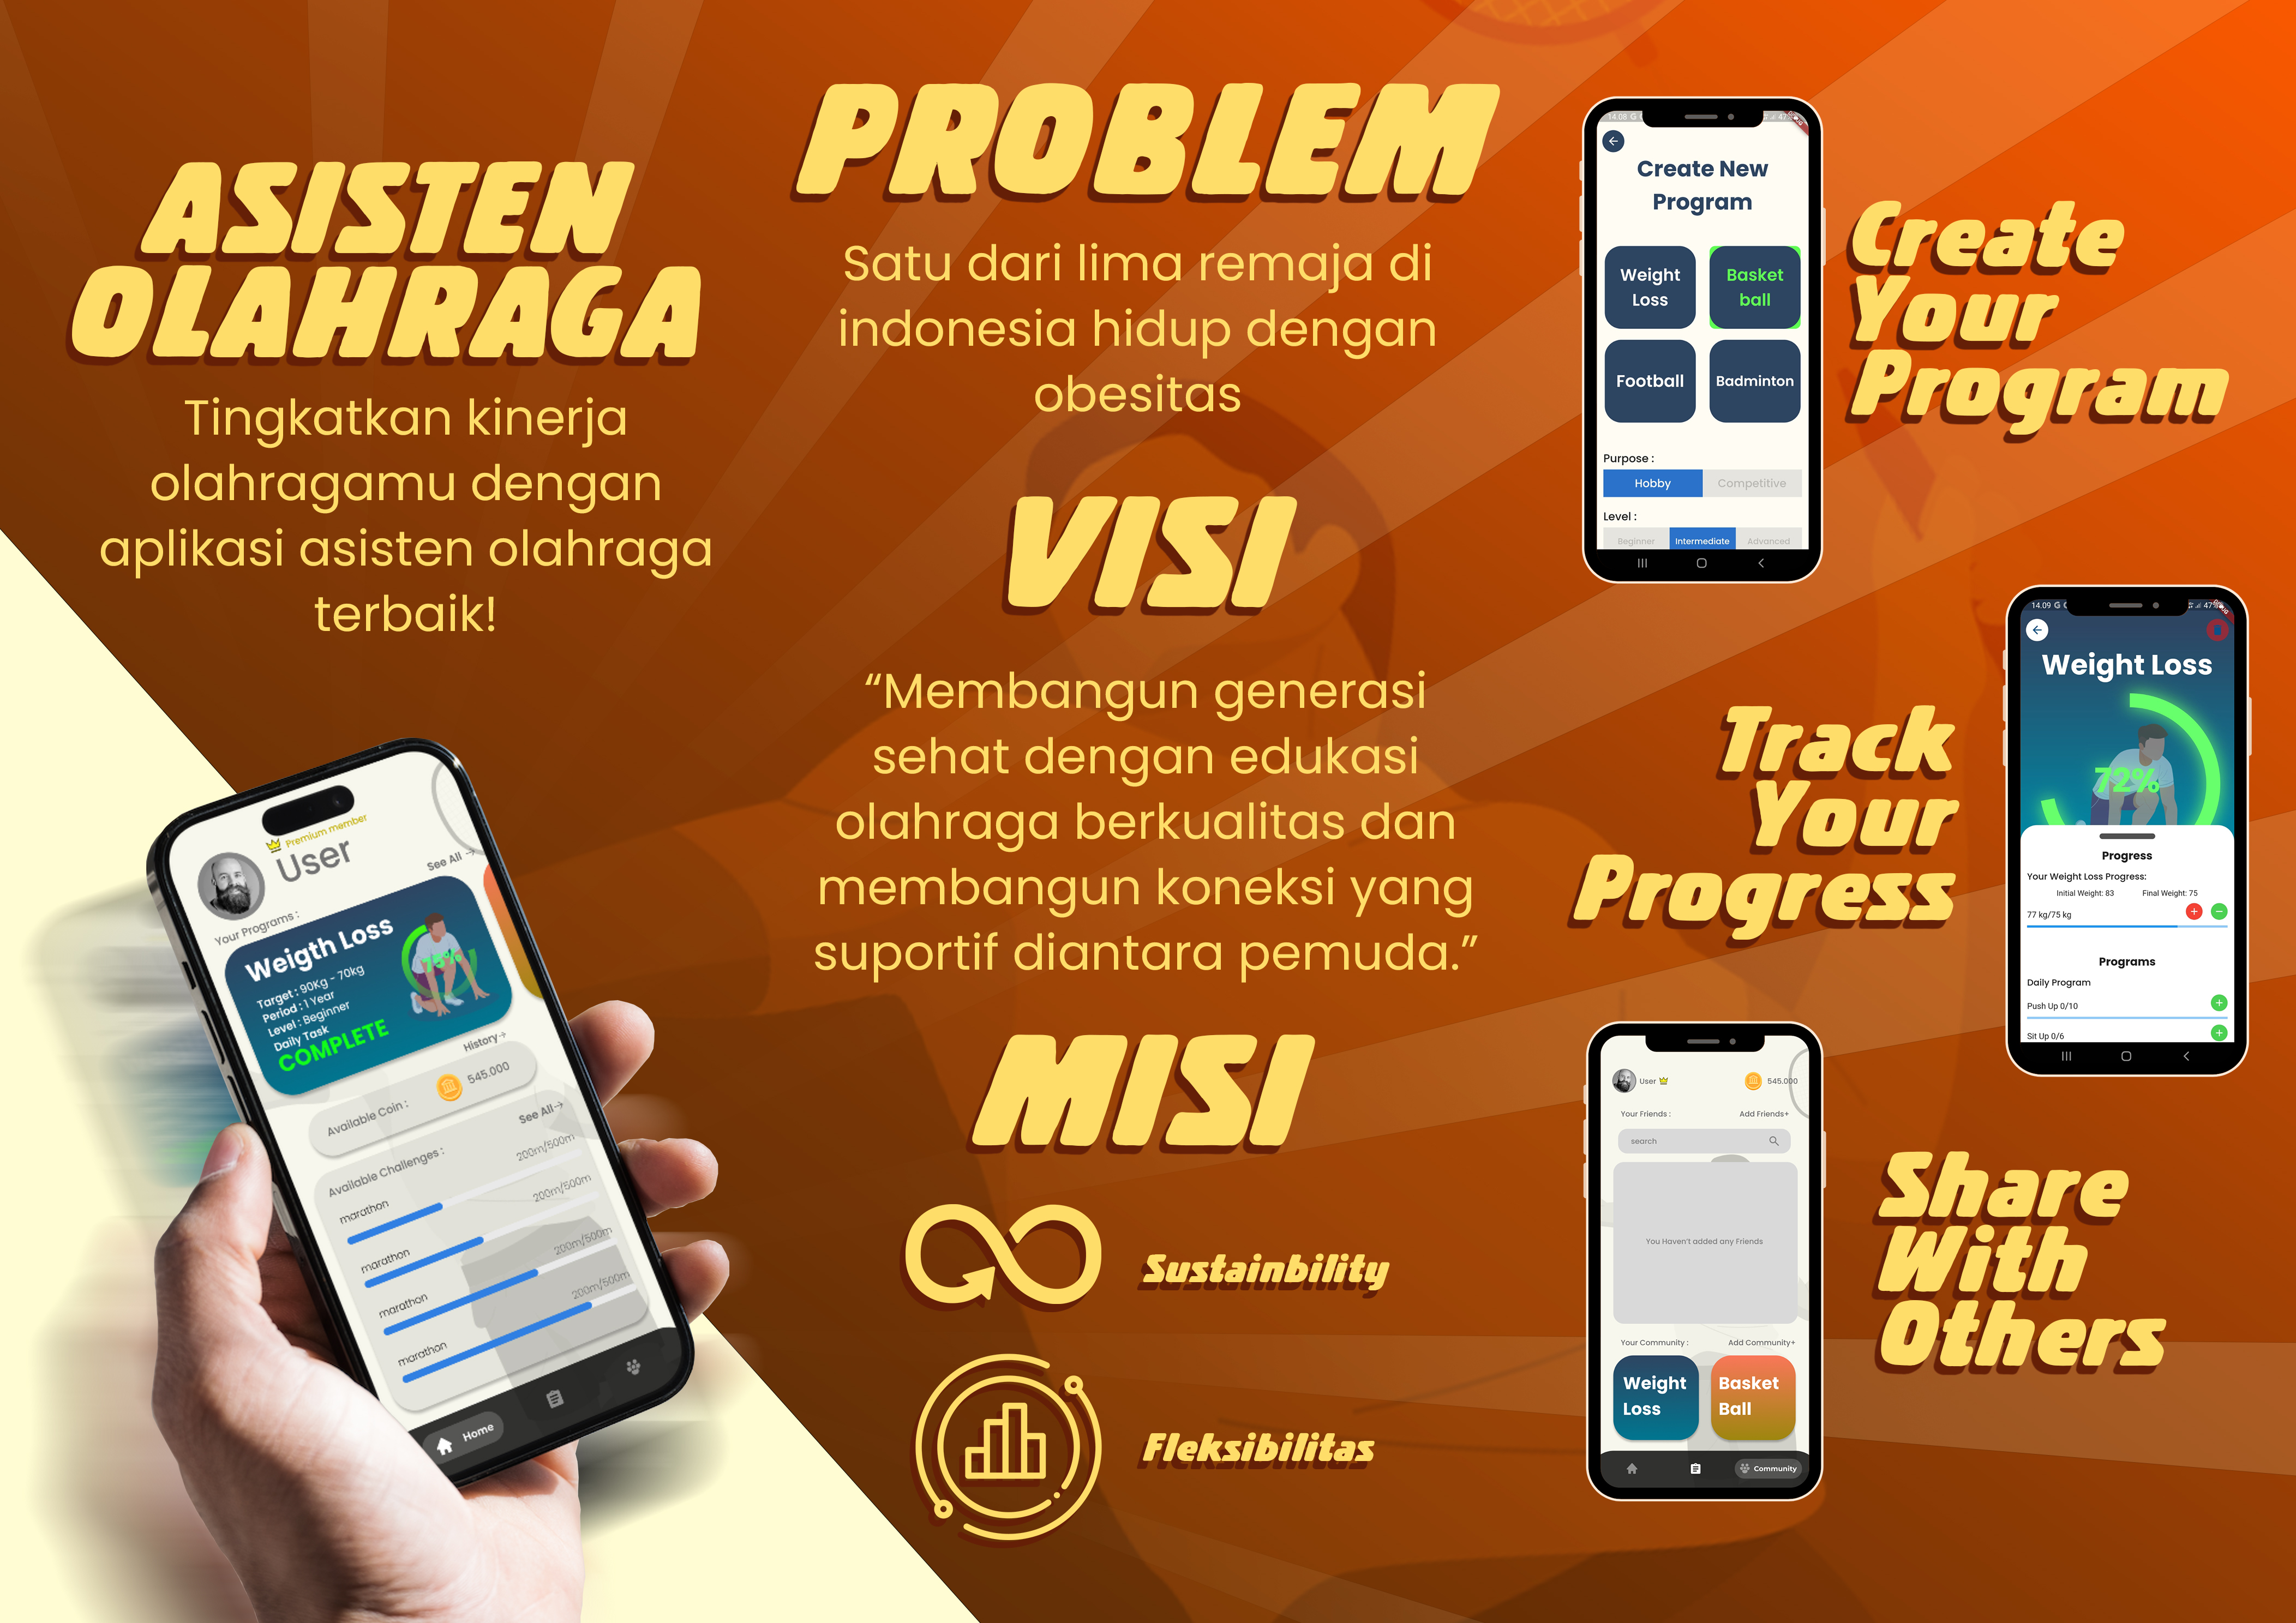 ASISTEN
OLAHRAGA
Tingkatkan kinerja
olahragamu dengan
aplikasi asisten olahraga
terbaik!
Premium member
User
See All →
Your Programs :
Weigth Loss
Target : 90Kg - 70kg
Period : 1 Year
Level : Beginner
Daily Task
COMPLETE
75%
History→
Available Coin :
545.000
See All→
Available Challenges :
marathon 200m/500m
marathon 200m/500m
marathon 200m/500m
marathon 200m/500m
Home
PROBLEM
Satu dari lima remaja di
indonesia hidup dengan
obesitas
VISI
“Membangun generasi
sehat dengan edukasi
olahraga berkualitas dan
membangun koneksi yang
suportif diantara pemuda.”
MISI
Sustainbility
Fleksibilitas
14.08 G
47%
Create New
Program
Weight
Loss
Basket
ball
Football
Badminton
Purpose :
Hobby
Competitive
Level :
Beginner
Intermediate
Advanced
Create
Your
Program
Track
Your
Progress
14.09 G
47%
Weight Loss
72%
Progress
Your Weight Loss Progress:
Initial Weight: 83
Final Weight: 75
77 kg/75 kg
Programs
Daily Program
Push Up 0/10
Sit Up 0/6
User
545.000
Your Friends :
Add Friends+
search
You Haven't added any Friends
Your Community :
Add Community+
Weight
Loss
Basket
Ball
Community
Share
With
Others